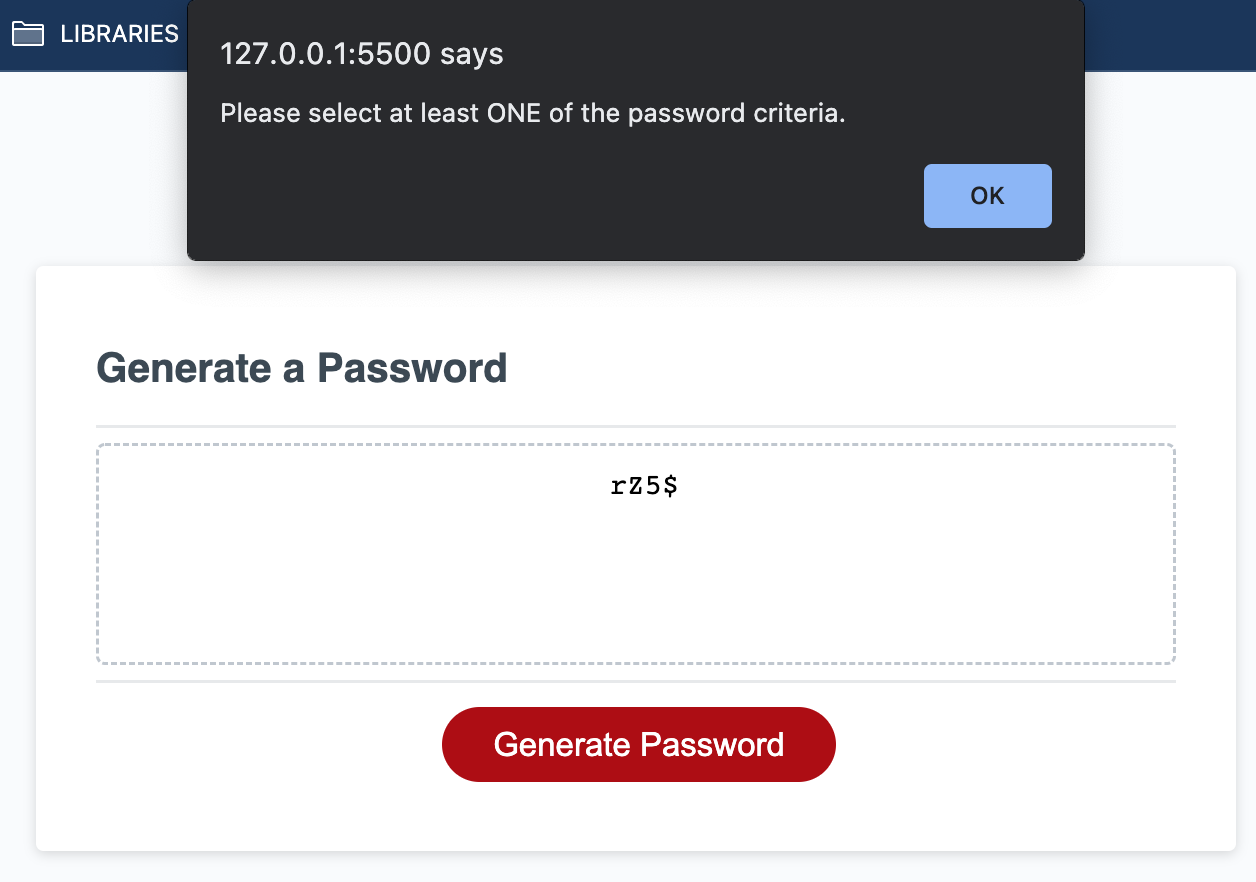 LIBRARIES
127.0.0.1:5500 says
Please select at least ONE of the password criteria.
OK
Generate a Password
rZ5$
Generate Password